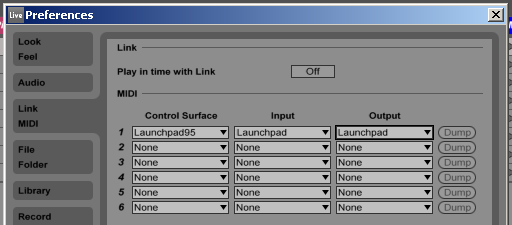 Live Preferences
Look
Feel
Audio
Link
MIDI
File
Folder
Library
Record
Link
Play in time with Link Off
MIDI
Control Surface Input Output
1 Launchpad95 Launchpad Launchpad Dump
2 None None None Dump
3 None None None Dump
4 None None None Dump
5 None None None Dump
6 None None None Dump